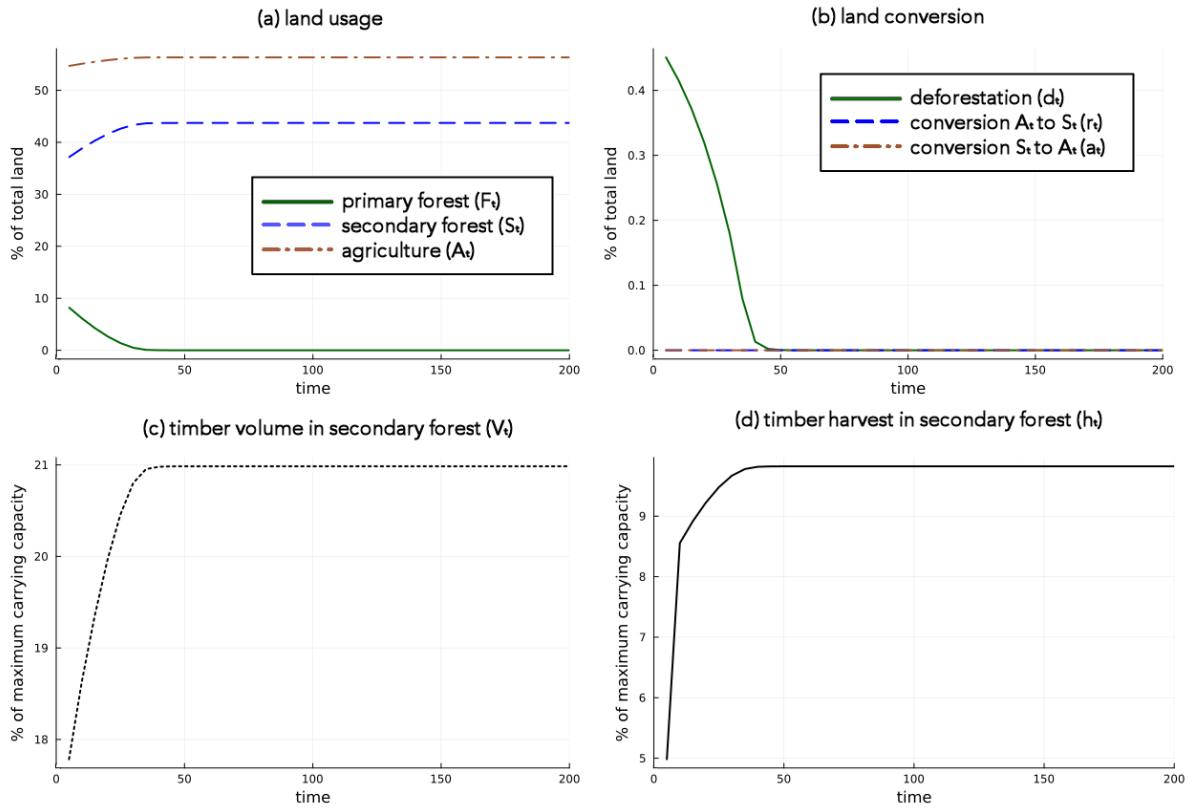 (a) land usage
% of total land
50
40
30
20
10
0
primary forest (Fₜ)
secondary forest (Sₜ)
agriculture (Aₜ)
0
50
100
150
200
time
(b) land conversion
% of total land
0.4
0.3
0.2
0.1
0.0
deforestation (dₜ)
conversion Aₜ to Sₜ (rₜ)
conversion Sₜ to Aₜ (aₜ)
0
50
100
150
200
time
(c) timber volume in secondary forest (Vₜ)
% of maximum carrying capacity
21
20
19
18
0
50
100
150
200
time
(d) timber harvest in secondary forest (hₜ)
% of maximum carrying capacity
9
8
7
6
5
0
50
100
150
200
time